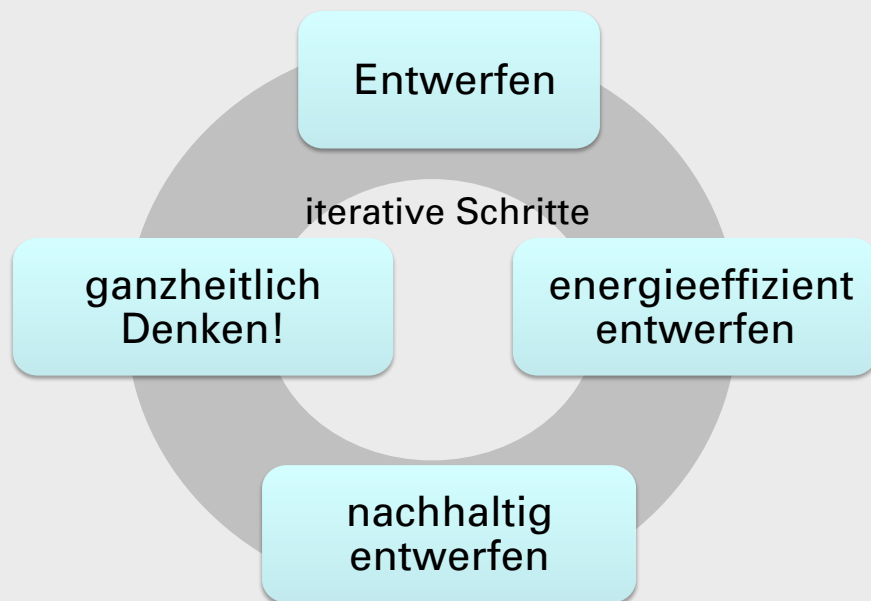 Entwerfen
iterative Schritte
ganzheitlich
Denken!
energieeffizient
entwerfen
nachhaltig
entwerfen